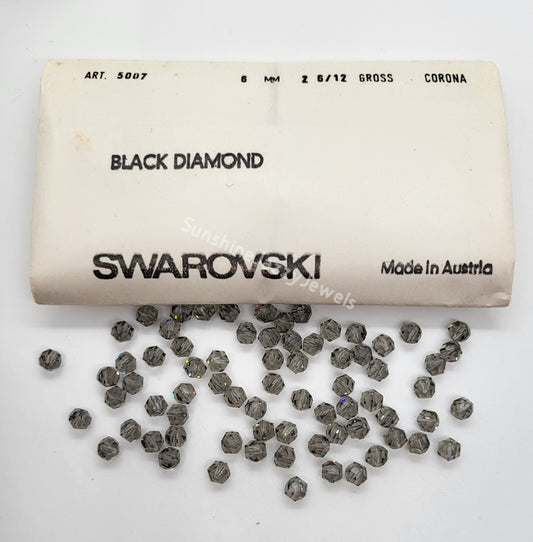 ART. 5007 6 MM 2 6/12 GROSS CORONA
BLACK DIAMOND
SWAROVSKI Made in Austria